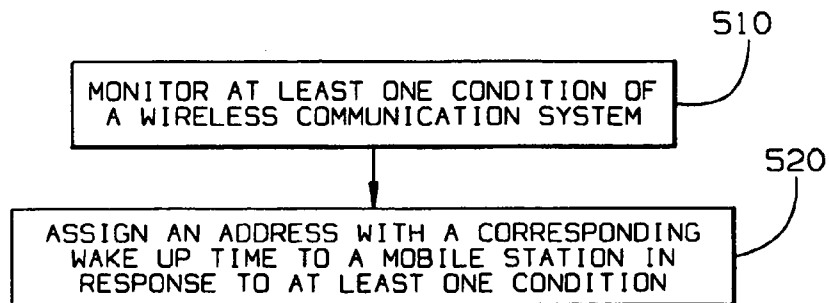 510
MONITOR AT LEAST ONE CONDITION OF
A WIRELESS COMMUNICATION SYSTEM
520
ASSIGN AN ADDRESS WITH A CORRESPONDING
WAKE UP TIME TO A MOBILE STATION IN
RESPONSE TO AT LEAST ONE CONDITION